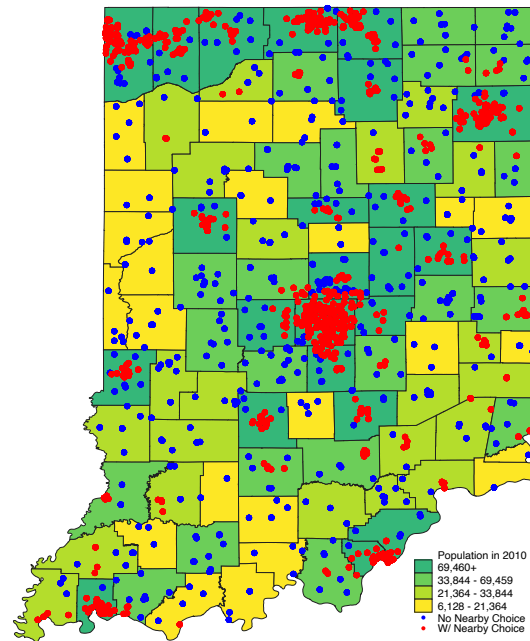 Population in 2010
69,460+
33,844 - 69,459
21,364 - 33,844
6,128 - 21,364
No Nearby Choice
W/ Nearby Choice